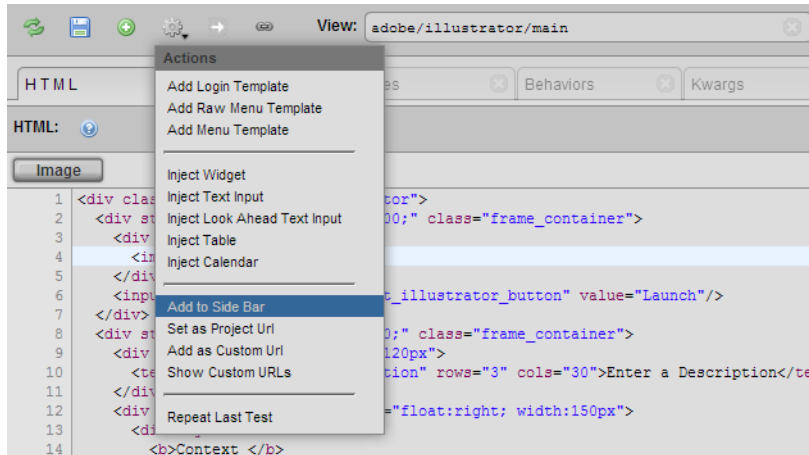 View: adobe/illustrator/main
Actions
HTML
es
Behaviors
Kwargs
Add Login Template
Add Raw Menu Template
Add Menu Template
HTML:
Image
Inject Widget
Inject Text Input
Inject Look Ahead Text Input
Inject Table
Inject Calendar
Add to Side Bar
Set as Project Url
Add as Custom Url
Show Custom URLs
Repeat Last Test
1 <div clas tor">
2 <div st 00;" class="frame_container">
3 <div
4 <im
5 </div
6 <inpu t_illustrator_button" value="Launch"/>
7 </div>
8 <div st 0;" class="frame_container">
9 <div 120px">
10 <te tion" rows="3" cols="30">Enter a Description</te
11 </div
12 <div ="float:right; width:150px">
13 <di
14 <b>Context </b>